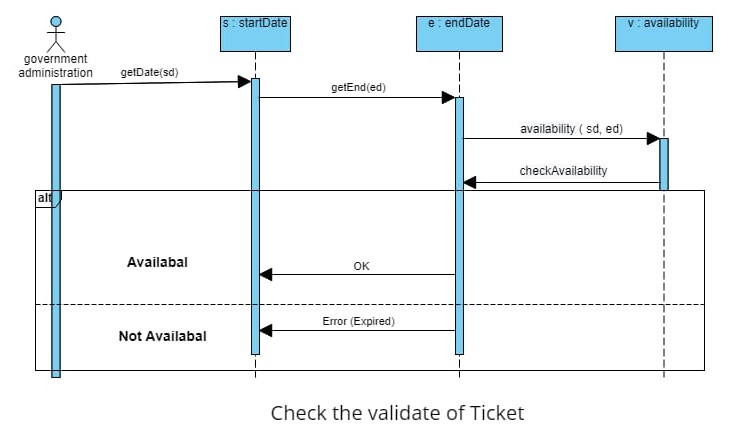 s : startDate
e : endDate
v : availability
government
administration
getDate(sd)
getEnd(ed)
availability ( sd, ed)
checkAvailability
alt
Availabal
OK
Error (Expired)
Not Availabal
Check the validate of Ticket